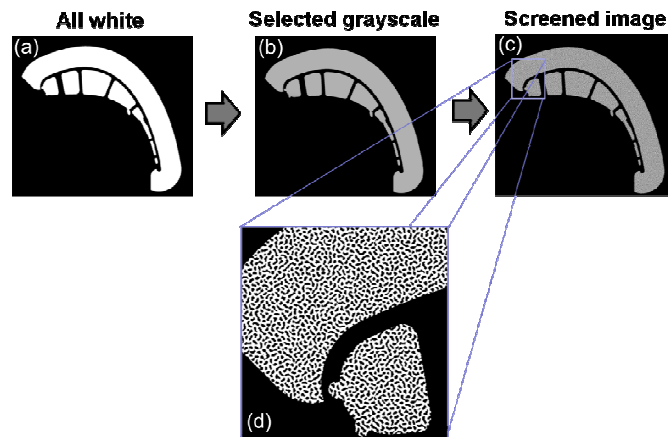 All white
Selected grayscale
Screened image
(a)
(b)
(c)
(d)